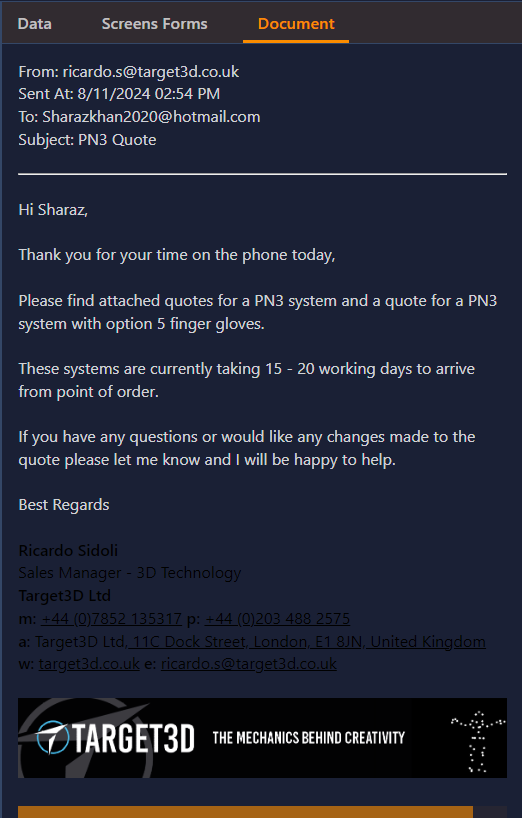 Data Screens Forms Document
From: ricardo.s@target3d.co.uk
Sent At: 8/11/2024 02:54 PM
To: Sharazkhan2020@hotmail.com
Subject: PN3 Quote
Hi Sharaz,
Thank you for your time on the phone today,
Please find attached quotes for a PN3 system and a quote for a PN3
system with option 5 finger gloves.
These systems are currently taking 15 - 20 working days to arrive
from point of order.
If you have any questions or would like any changes made to the
quote please let me know and I will be happy to help.
Best Regards
Ricardo Sidoli
Sales Manager - 3D Technology
Target3D Ltd
m: +44 (0)7852 135317 p: +44 (0)203 488 2575
a: Target3D Ltd, 11C Dock Street, London, E1 8JN, United Kingdom
w: target3d.co.uk e: ricardo.s@target3d.co.uk
TARGET3D THE MECHANICS BEHIND CREATIVITY